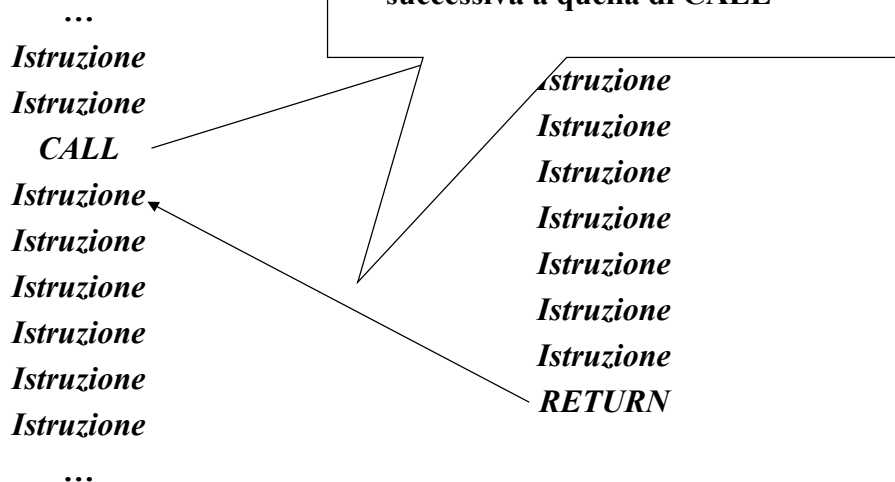 successiva a quella di CALL
…
Istruzione
Istruzione
CALL
Istruzione
Istruzione
Istruzione
Istruzione
Istruzione
Istruzione
…
Istruzione
Istruzione
Istruzione
Istruzione
Istruzione
Istruzione
Istruzione
RETURN